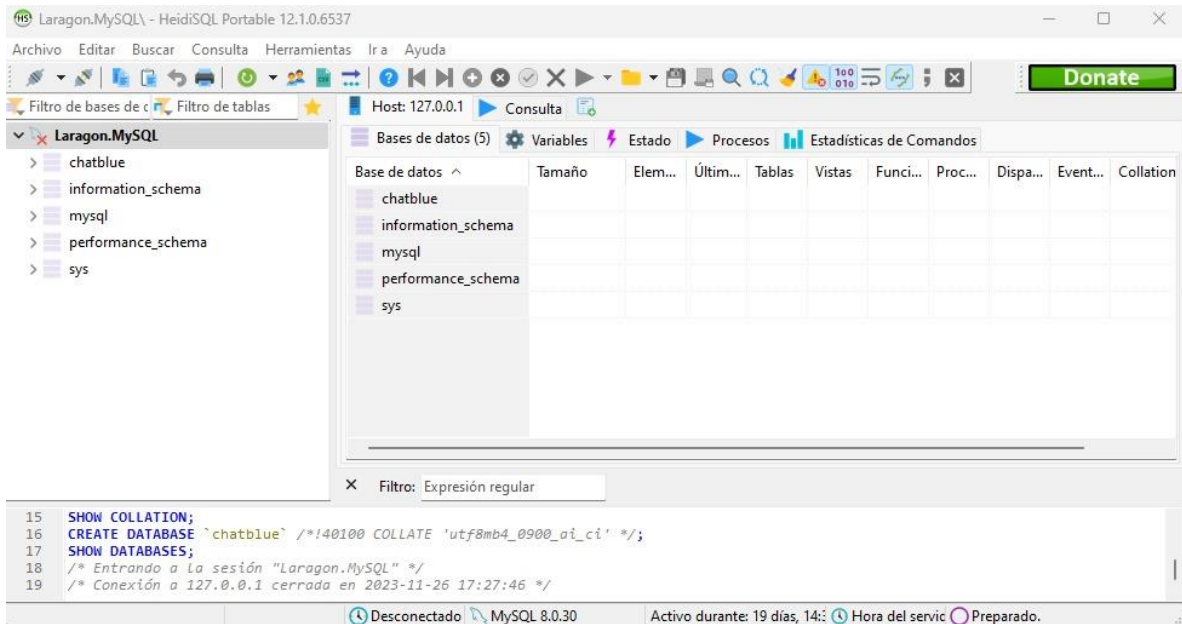 Laragon.MySQL\ - HeidiSQL Portable 12.1.0.6537
Archivo Editar Buscar Consulta Herramientas Ir a Ayuda
Donate
Filtro de bases de d Filtro de tablas
Host: 127.0.0.1 Consulta
Laragon.MySQL
chatblue
information_schema
mysql
performance_schema
sys
Bases de datos (5) Variables Estado Procesos Estadísticas de Comandos
Base de datos Tamaño Elem... Últim... Tablas Vistas Funci... Proc... Dispa... Event... Collation
chatblue
information_schema
mysql
performance_schema
sys
Filtro: Expresión regular
15 SHOW COLLATION;
16 CREATE DATABASE `chatblue` /*!40100 COLLATE 'utf8mb4_0900_ai_ci' */;
17 SHOW DATABASES;
18 /* Entrando a la sesión "Laragon.MySQL" */
19 /* Conexión a 127.0.0.1 cerrada en 2023-11-26 17:27:46 */
Desconectado MySQL 8.0.30 Activo durante: 19 días, 14:3 Hora del servic Preparado.